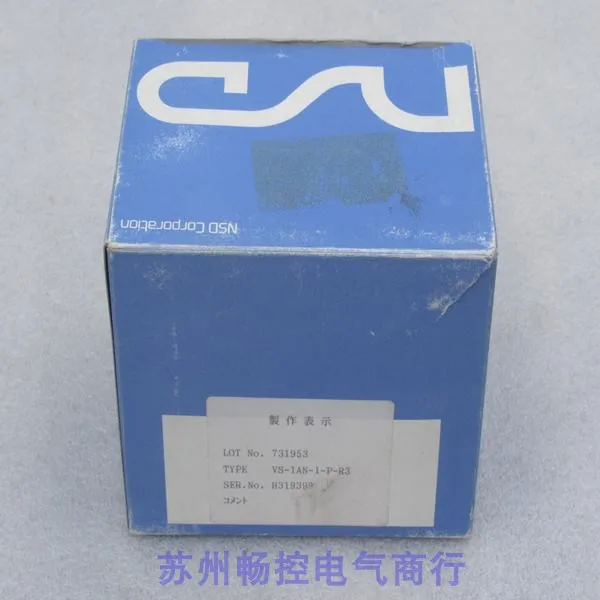 NSD
NSD Corporation
製作表示
LOT No. 731953
TYPE VS-1AN-1-P-R3
SER.No. H319399
コメント
苏州畅控电气商行